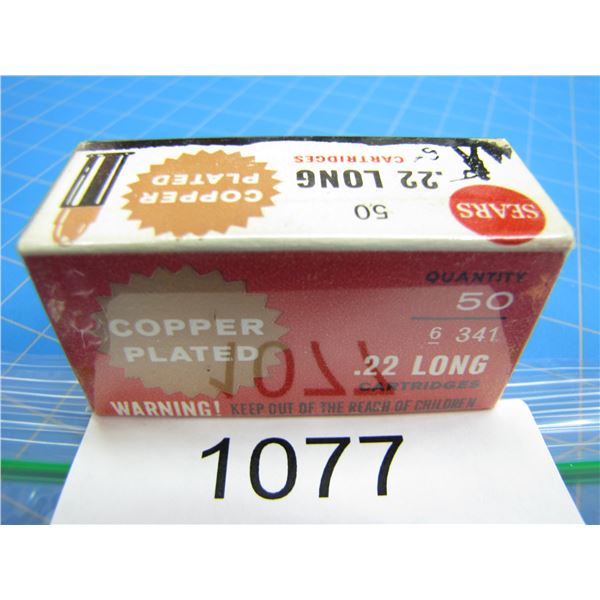 SEARS
50
.22 LONG
CARTRIDGES
COPPER
PLATED
QUANTITY
50
6 341
COPPER
PLATED
.22 LONG
CARTRIDGES
WARNING! KEEP OUT OF THE REACH OF CHILDREN
1077